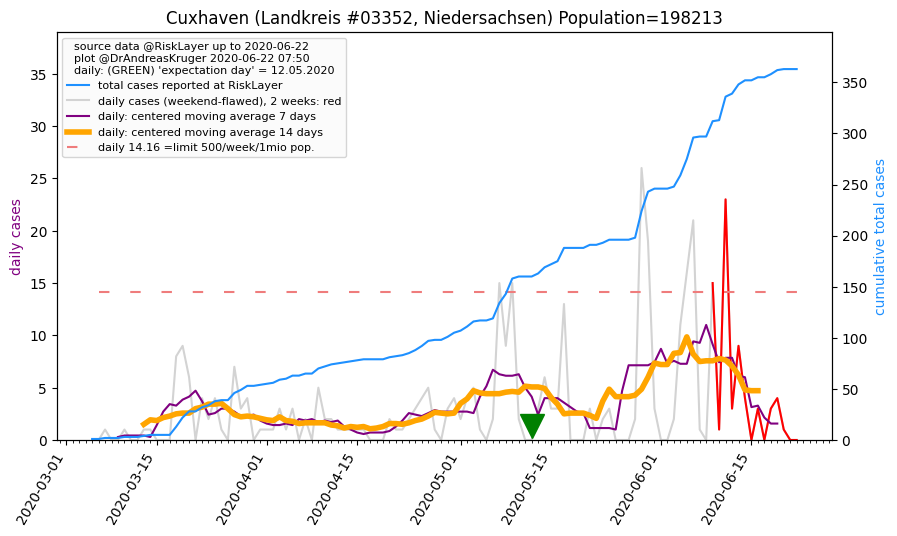 Cuxhaven (Landkreis #03352, Niedersachsen) Population=198213
source data @RiskLayer up to 2020-06-22
plot @DrAndreasKruger 2020-06-22 07:50
daily: (GREEN) 'expectation day' = 12.05.2020
total cases reported at RiskLayer
daily cases (weekend-flawed), 2 weeks: red
daily: centered moving average 7 days
daily: centered moving average 14 days
daily 14.16 =limit 500/week/1mio pop.
daily cases
35
30
25
20
15
10
5
0
cumulative total cases
350
300
250
200
150
100
50
0
2020-03-01
2020-03-15
2020-04-01
2020-04-15
2020-05-01
2020-05-15
2020-06-01
2020-06-15